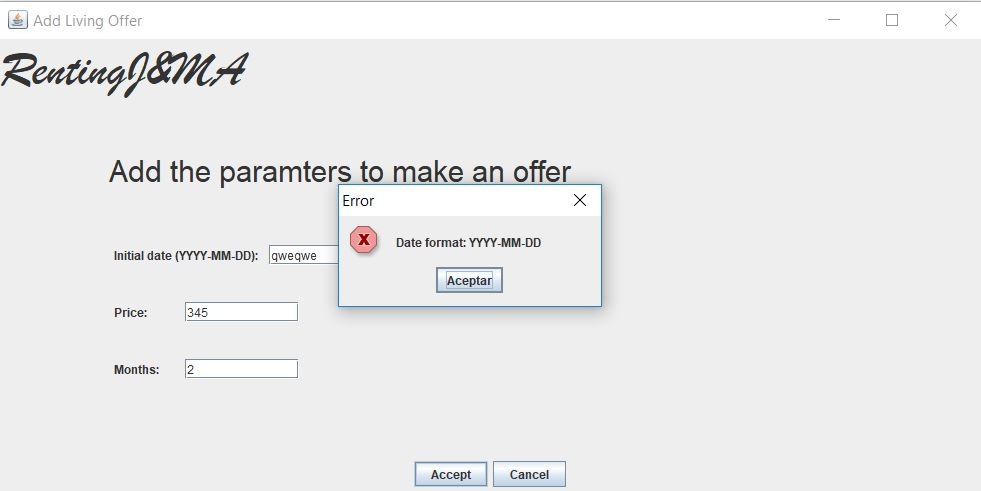 Add Living Offer
RentingJ&MA
Add the paramters to make an offer
Error
Date format: YYYY-MM-DD
Aceptar
Initial date (YYYY-MM-DD): qweqwe
Price: 345
Months: 2
Accept Cancel